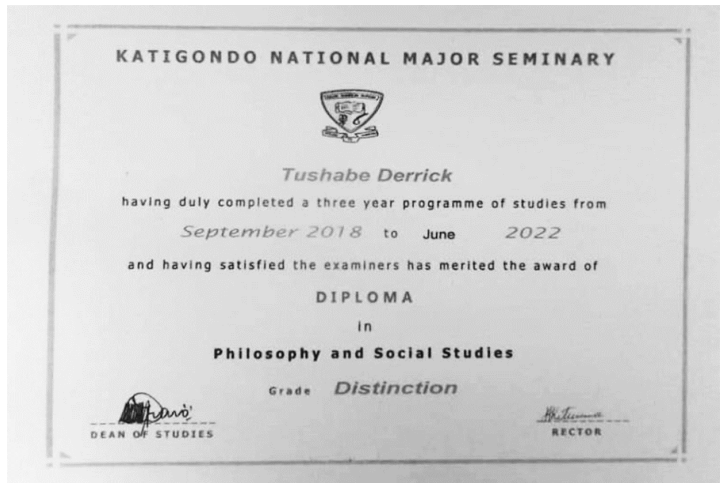 KATIGONDO NATIONAL MAJOR SEMINARY
Tushabe Derrick
having duly completed a three year programme of studies from
September 2018 to June 2022
and having satisfied the examiners has merited the award of
DIPLOMA
in
Philosophy and Social Studies
Grade Distinction
DEAN OF STUDIES
RECTOR